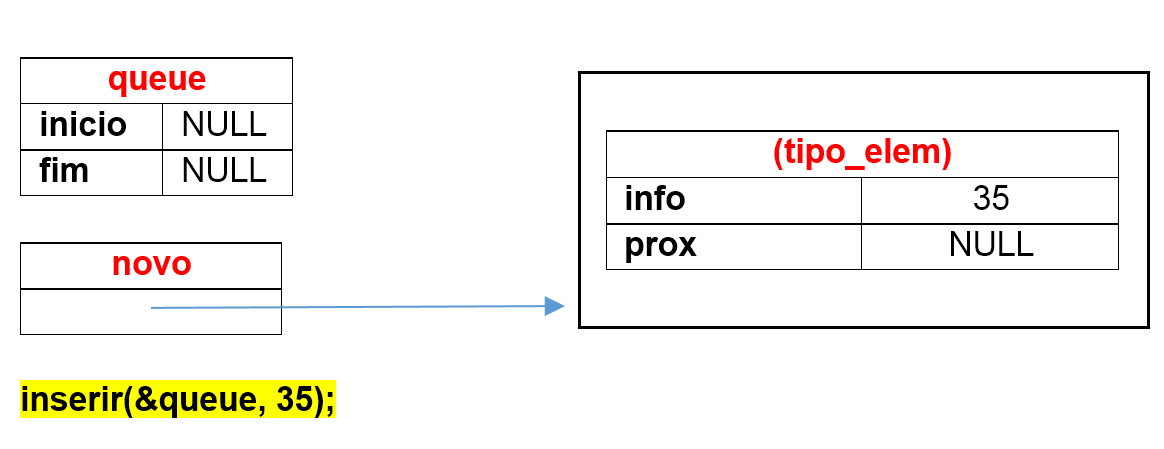 queue
inicio NULL
fim NULL
novo
(tipo_elem)
info 35
prox NULL
inserir(&queue, 35);